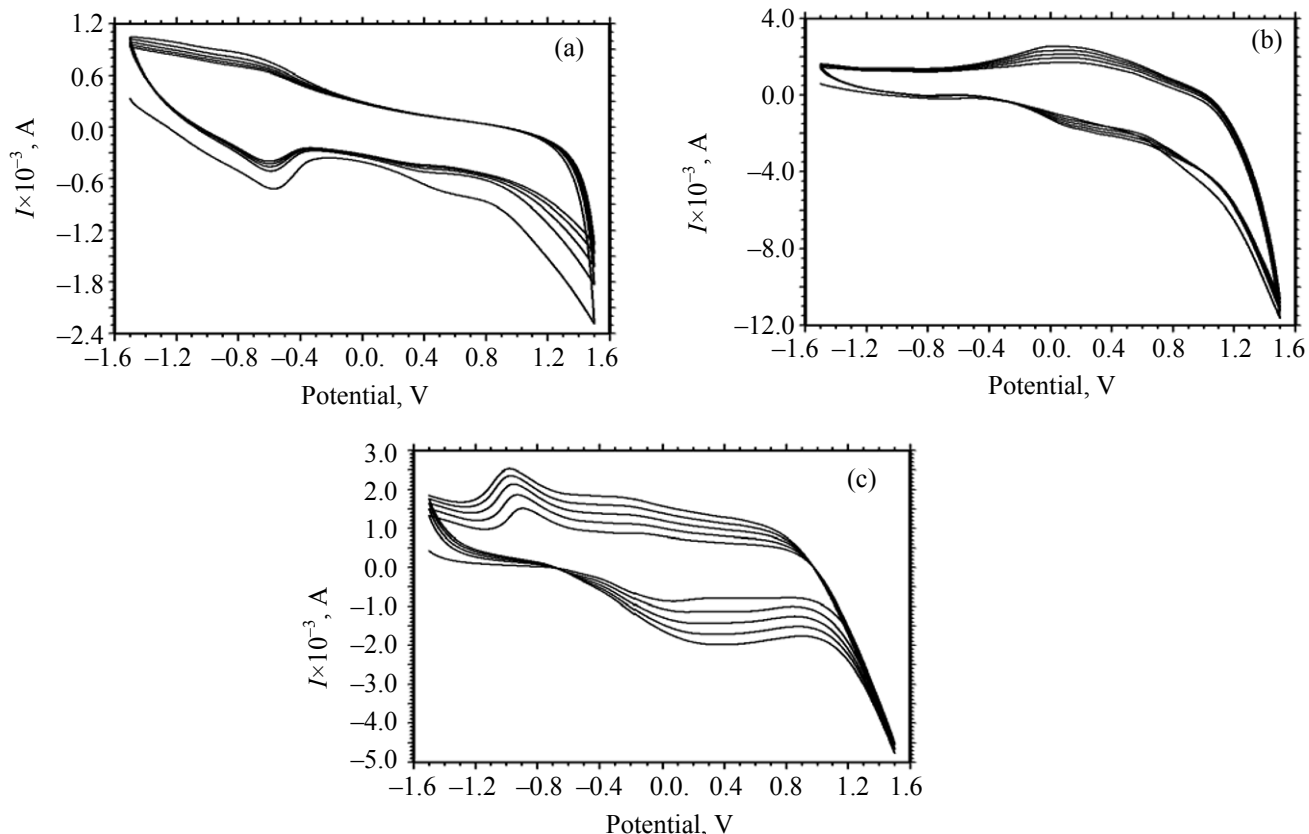 (a)
1.2
0.6
0.0
–0.6
–1.2
–1.8
–2.4
I×10⁻³, A
–1.6 –1.2 –0.8 –0.4 0.0. 0.4 0.8 1.2 1.6
Potential, V
(b)
4.0
0.0
–4.0
–8.0
–12.0
I×10⁻³, A
–1.6 –1.2 –0.8 –0.4 0.0. 0.4 0.8 1.2 1.6
Potential, V
(c)
3.0
2.0
1.0
0.0
–1.0
–2.0
–3.0
–4.0
–5.0
I×10⁻³, A
–1.6 –1.2 –0.8 –0.4 0.0. 0.4 0.8 1.2 1.6
Potential, V